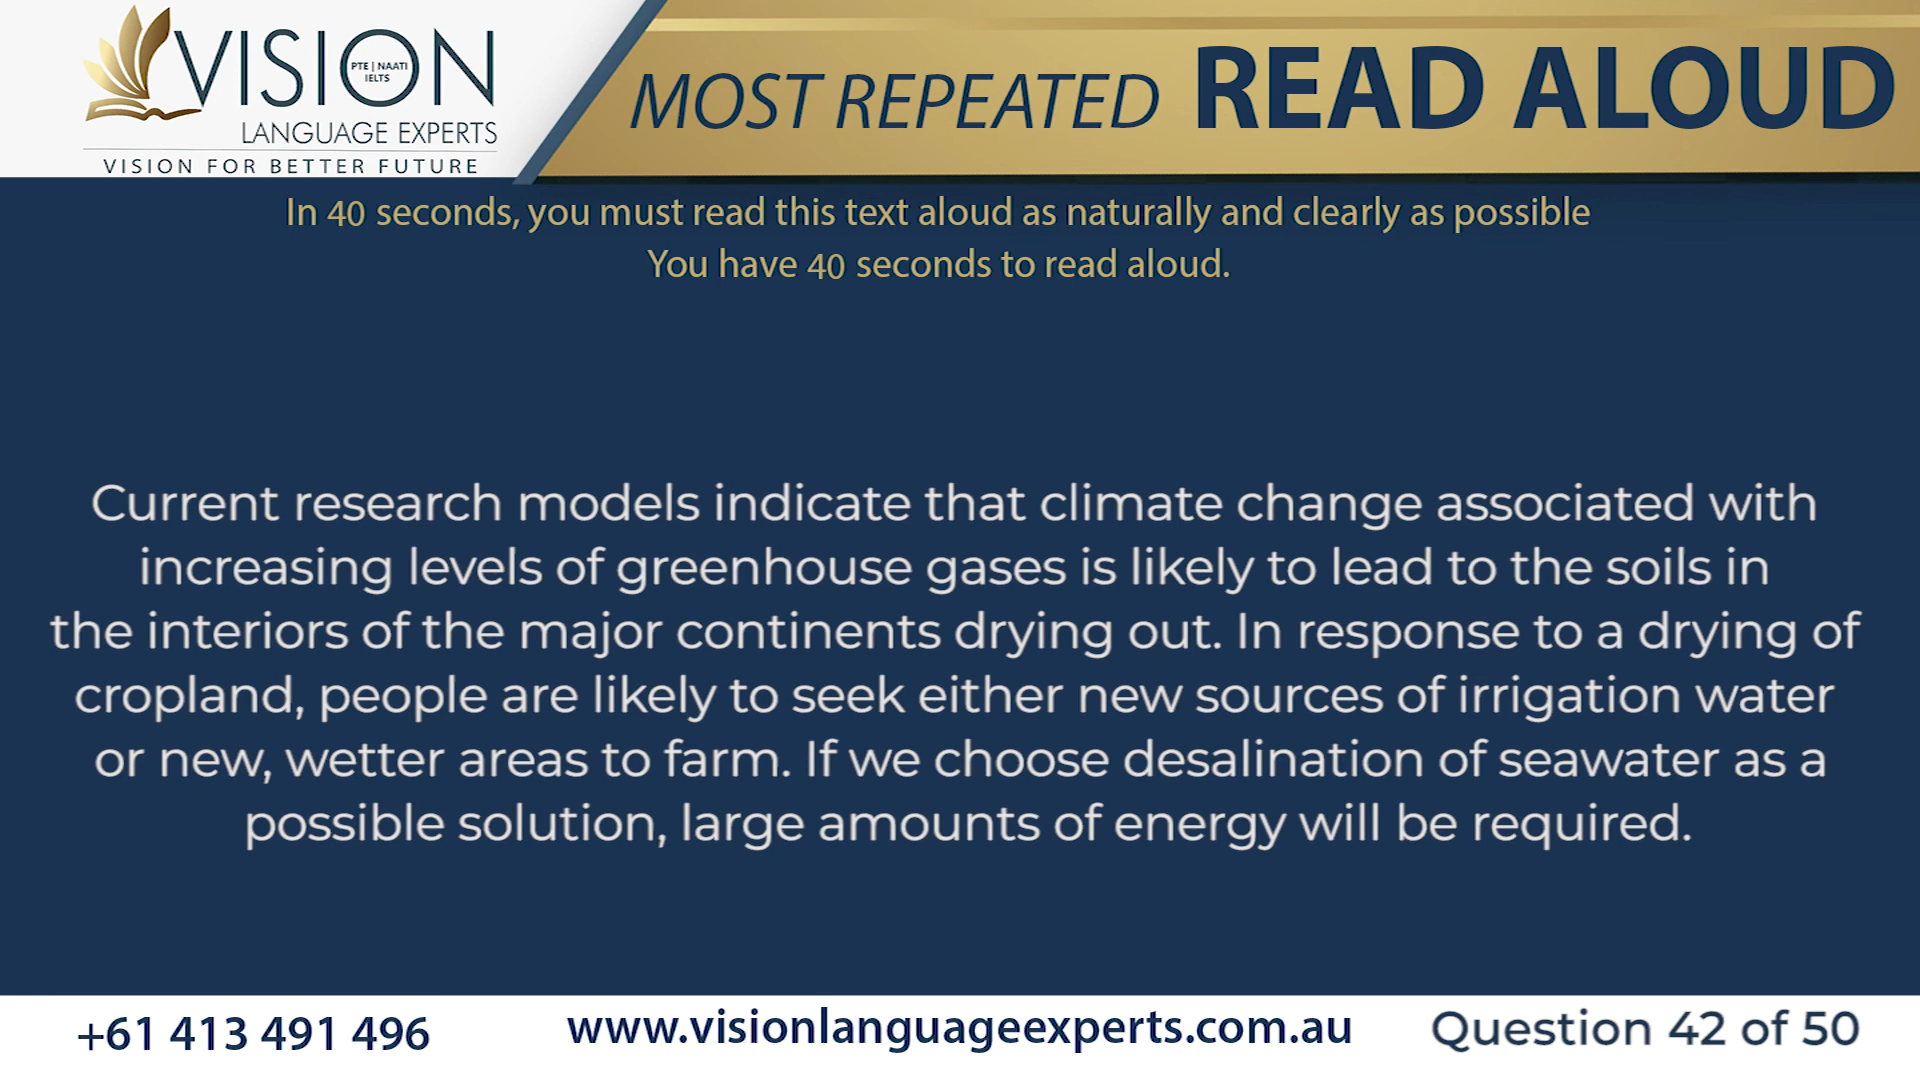 VISION
PTE | NAATI
IELTS
LANGUAGE EXPERTS
VISION FOR BETTER FUTURE
MOST REPEATED READ ALOUD
In 40 seconds, you must read this text aloud as naturally and clearly as possible
You have 40 seconds to read aloud.
Current research models indicate that climate change associated with
increasing levels of greenhouse gases is likely to lead to the soils in
the interiors of the major continents drying out. In response to a drying of
cropland, people are likely to seek either new sources of irrigation water
or new, wetter areas to farm. If we choose desalination of seawater as a
possible solution, large amounts of energy will be required.
+61 413 491 496
www.visionlanguageexperts.com.au
Question 42 of 50